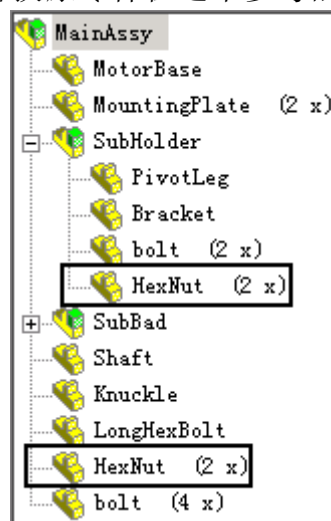 MainAssy
MotorBase
MountingPlate (2 x)
SubHolder
PivotLeg
Bracket
bolt (2 x)
HexNut (2 x)
SubBad
Shaft
Knuckle
LongHexBolt
HexNut (2 x)
bolt (4 x)